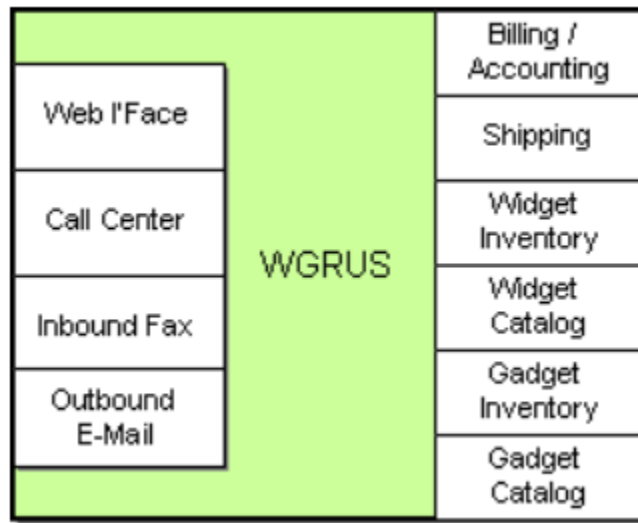 Web I'Face
Call Center
Inbound Fax
Outbound
E-Mail
WGRUS
Billing /
Accounting
Shipping
Widget
Inventory
Widget
Catalog
Gadget
Inventory
Gadget
Catalog